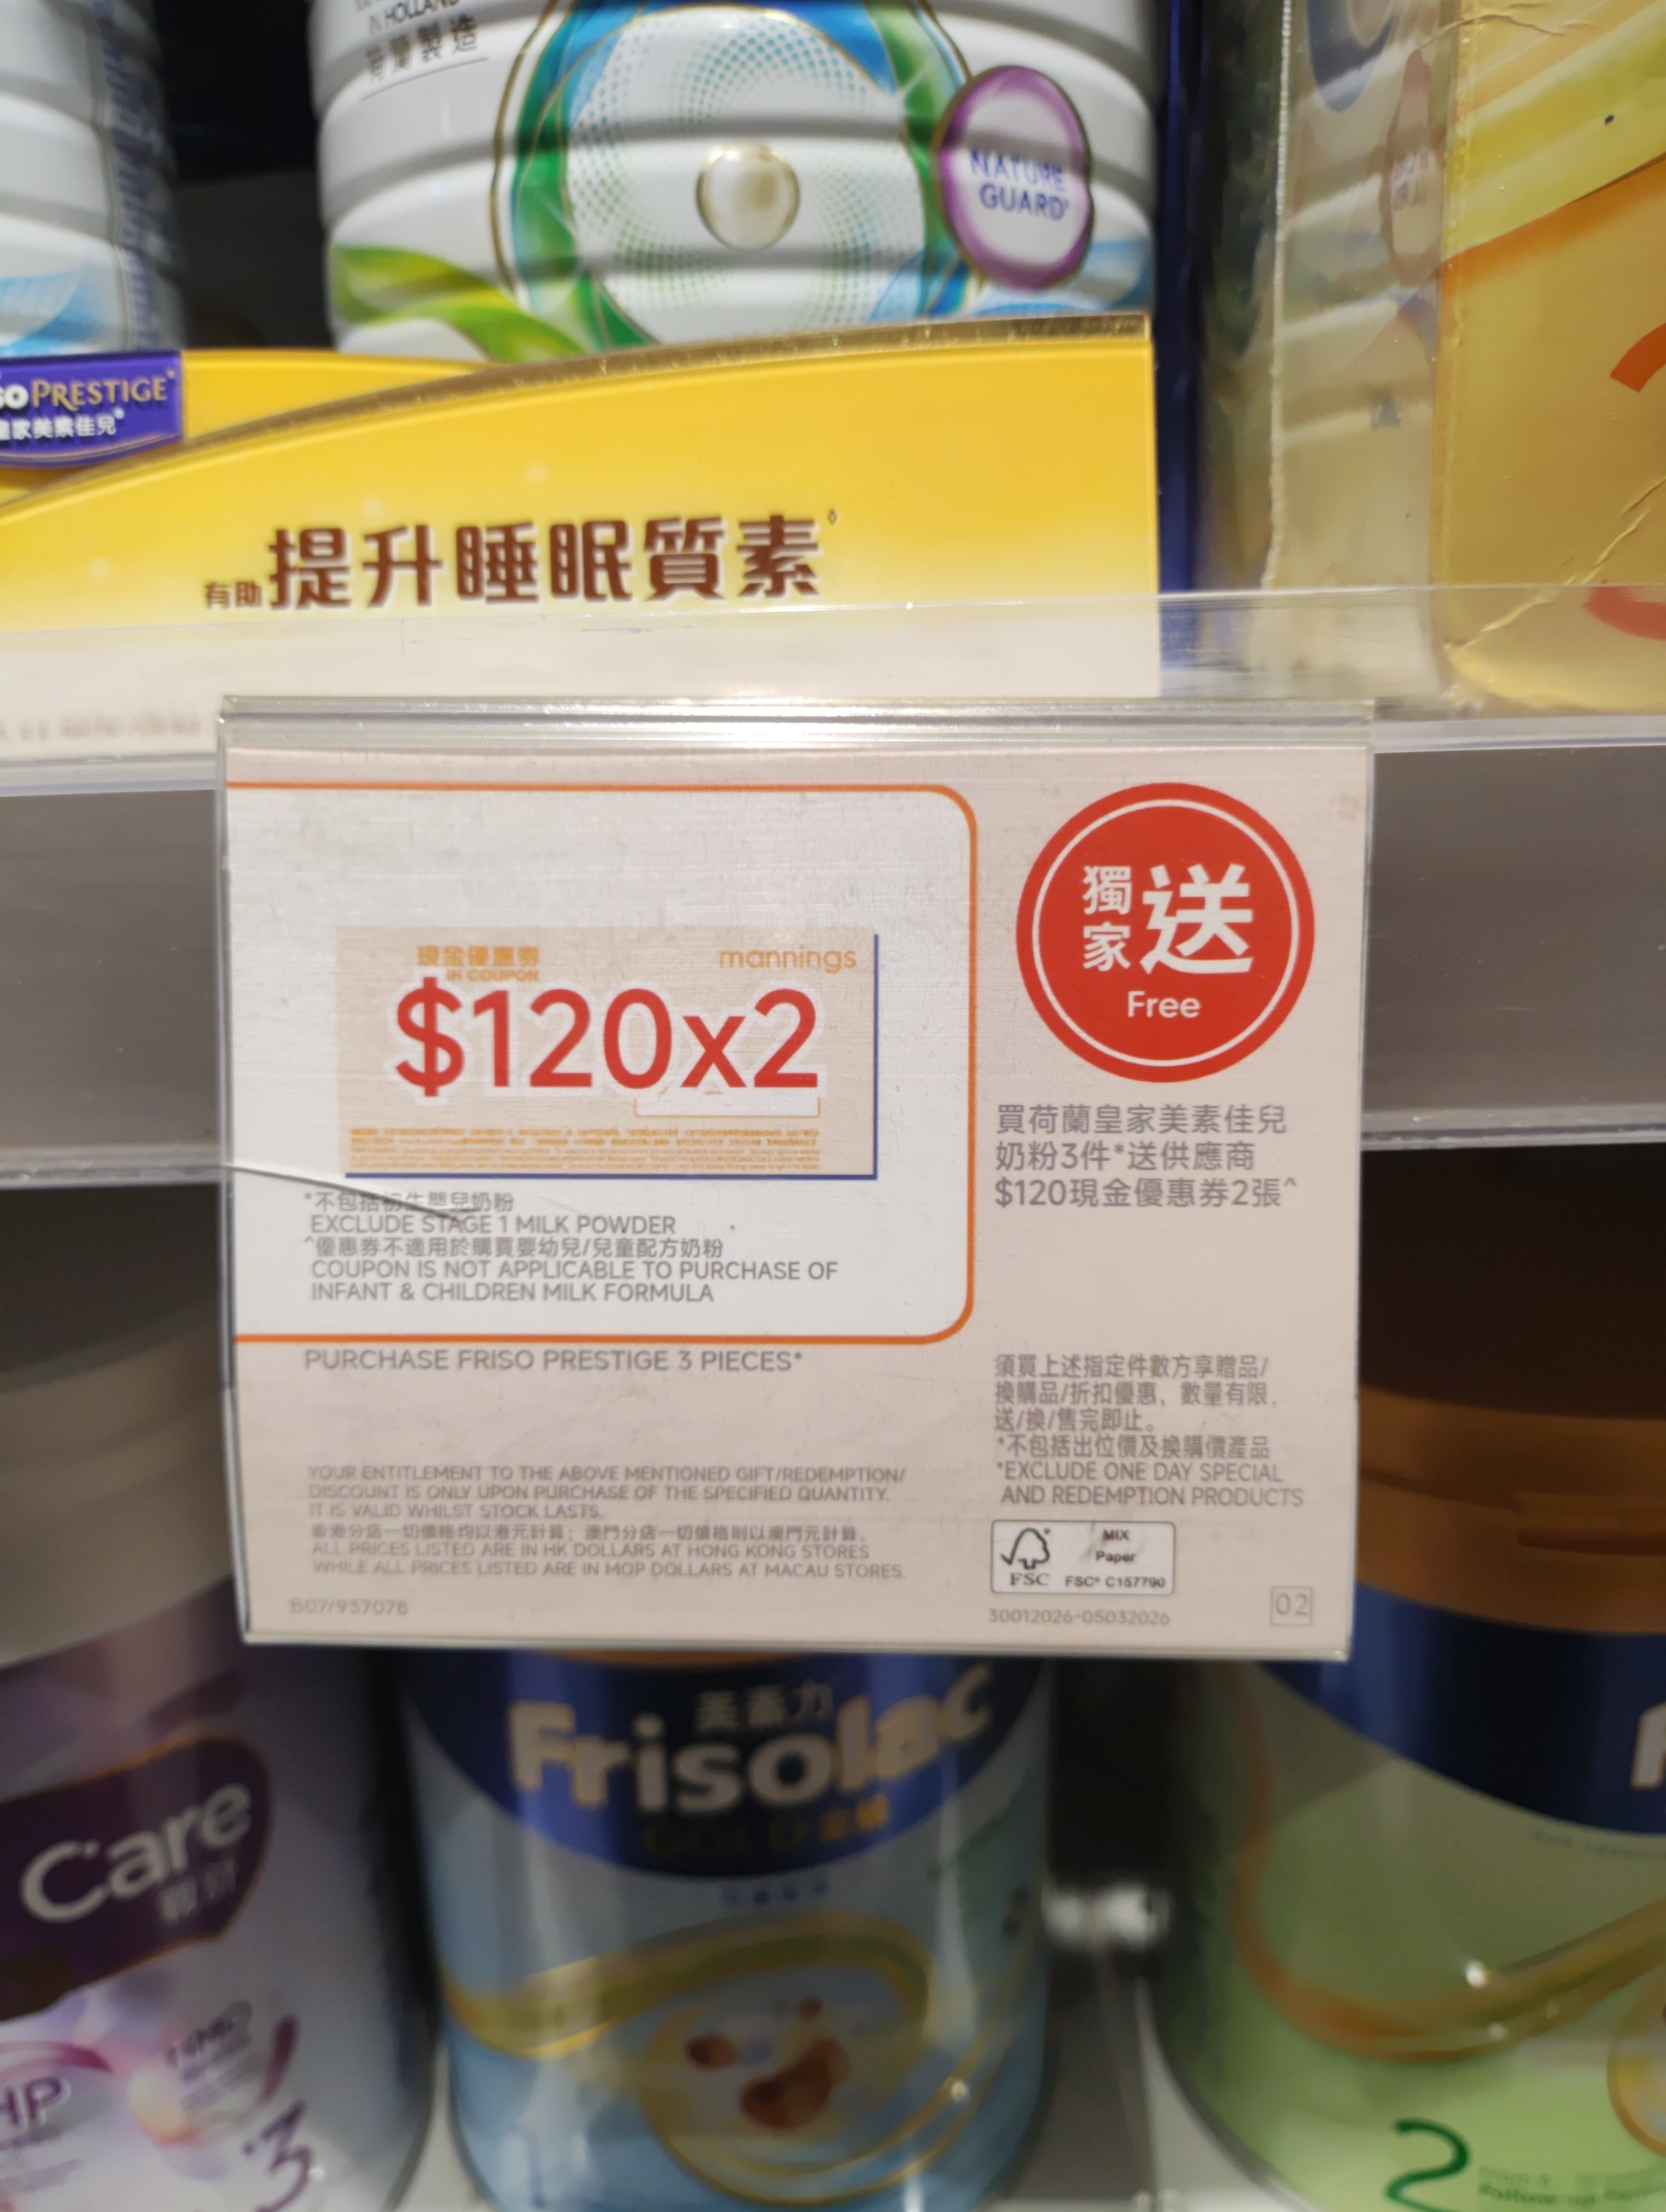 IN HOLLAND
荷蘭製造
NATURE
GUARD
PRESTIGE
皇家美素佳兒
有助提升睡眠質素
現金優惠券
IN COUPON
mannings
$120x2
*不包括初生嬰兒奶粉
EXCLUDE STAGE 1 MILK POWDER
^優惠券不適用於購買嬰幼兒/兒童配方奶粉
COUPON IS NOT APPLICABLE TO PURCHASE OF
INFANT & CHILDREN MILK FORMULA
PURCHASE FRISO PRESTIGE 3 PIECES*
YOUR ENTITLEMENT TO THE ABOVE MENTIONED GIFT/REDEMPTION/
DISCOUNT IS ONLY UPON PURCHASE OF THE SPECIFIED QUANTITY.
IT IS VALID WHILST STOCK LASTS.
香港分店一切價格均以港元計算；澳門分店一切價格則以澳門元計算。
ALL PRICES LISTED ARE IN HK DOLLARS AT HONG KONG STORES
WHILE ALL PRICES LISTED ARE IN MOP DOLLARS AT MACAU STORES.
B07/937078
獨家送
Free
買荷蘭皇家美素佳兒
奶粉3件*送供應商
$120現金優惠券2張^
須買上述指定件數方享贈品/
換購品/折扣優惠，數量有限，
送/換/售完即止。
*不包括出位價及換購價產品
*EXCLUDE ONE DAY SPECIAL
AND REDEMPTION PRODUCTS
FSC
MIX
Paper
FSC® C157790
30012026-05032026
02
美素力
Frisolac
GOLD
Care
HP
3
2